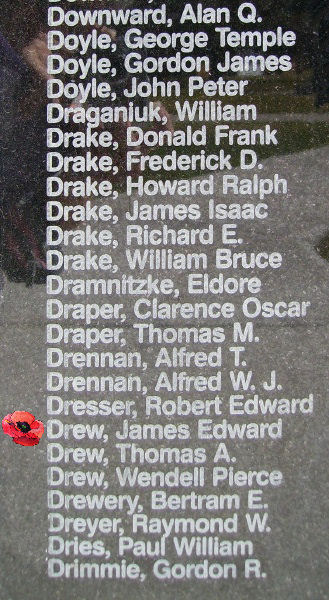 Downward, Alan Q.
Doyle, George Temple
Doyle, Gordon James
Doyle, John Peter
Draganiuk, William
Drake, Donald Frank
Drake, Frederick D.
Drake, Howard Ralph
Drake, James Isaac
Drake, Richard E.
Drake, William Bruce
Dramnitzke, Eldore
Draper, Clarence Oscar
Draper, Thomas M.
Drennan, Alfred T.
Drennan, Alfred W. J.
Dresser, Robert Edward
Drew, James Edward
Drew, Thomas A.
Drew, Wendell Pierce
Drewery, Bertram E.
Dreyer, Raymond W.
Dries, Paul William
Drimmie, Gordon R.